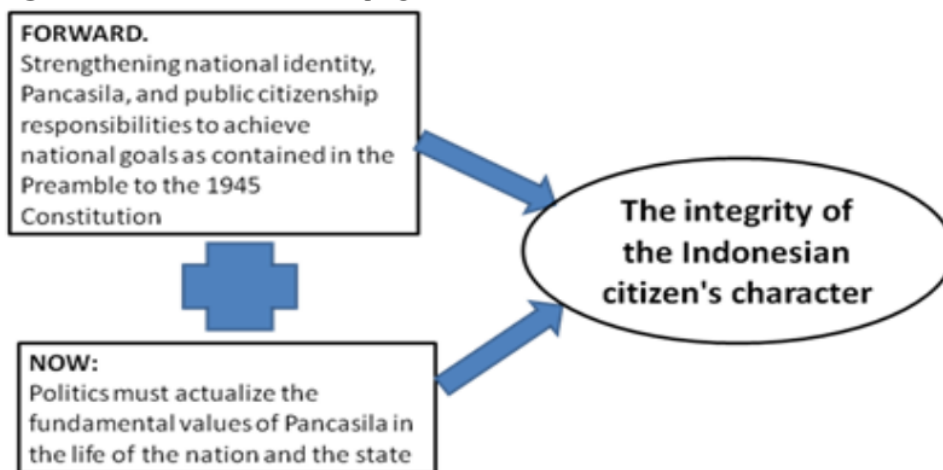 FORWARD.
Strengthening national identity,
Pancasila, and public citizenship
responsibilities to achieve
national goals as contained in the
Preamble to the 1945
Constitution
The integrity of
the Indonesian
citizen's character
NOW:
Politics must actualize the
fundamental values of Pancasila in
the life of the nation and the state